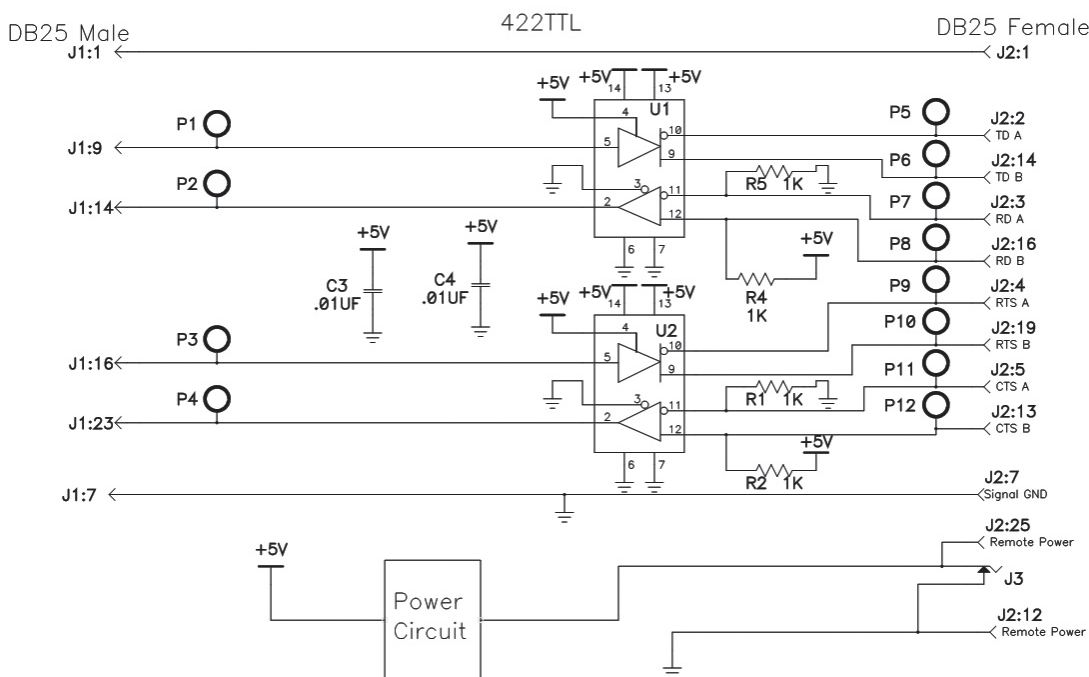 422TTL
DB25 Male
DB25 Female
J1:1
J2:1
+5V
+5V
+5V
14
13
U1
4
P1
P5
J2:2
10
TD A
J1:9
5
9
P6
J2:14
TD B
P2
3
11
R5 1K
P7
J2:3
J1:14
2
12
RD A
P8
J2:16
RD B
+5V
+5V
+5V
6
7
C3
.01UF
C4
.01UF
R4
1K
P9
J2:4
RTS A
+5V
+5V
+5V
14
13
U2
4
P3
P10
J2:19
10
RTS B
J1:16
5
9
P11
J2:5
P4
3
11
R1 1K
CTS A
P12
J2:13
J1:23
2
12
CTS B
+5V
6
7
R2 1K
J1:7
J2:7
Signal GND
J2:25
Remote Power
+5V
J3
Power
Circuit
J2:12
Remote Power